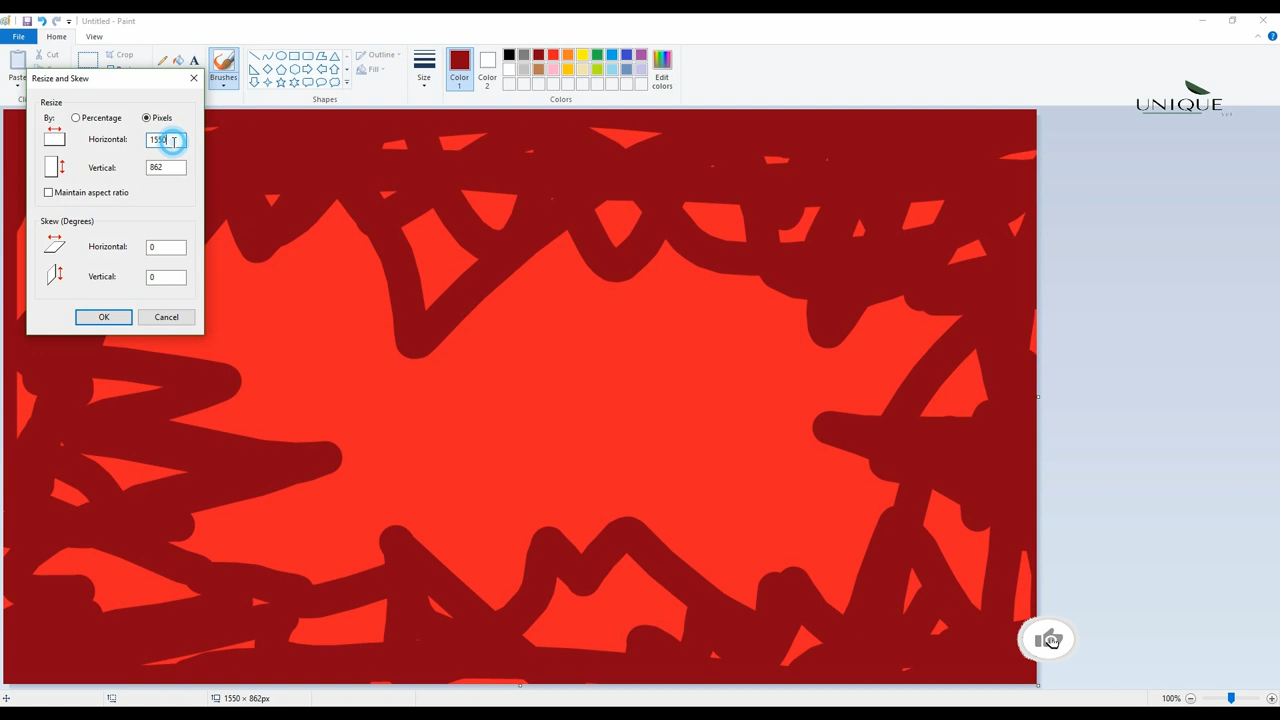 Untitled - Paint
File
Home
View
Cut
Crop
Paste
Brushes
Outline
Fill
Shapes
Size
Color 1
Color 2
Edit colors
Colors
UNIQUE
Resize and Skew
Resize
By:
Percentage
Pixels
Horizontal:
1550
Vertical:
862
Maintain aspect ratio
Skew (Degrees)
Horizontal:
0
Vertical:
0
OK
Cancel
1550 × 862px
100%